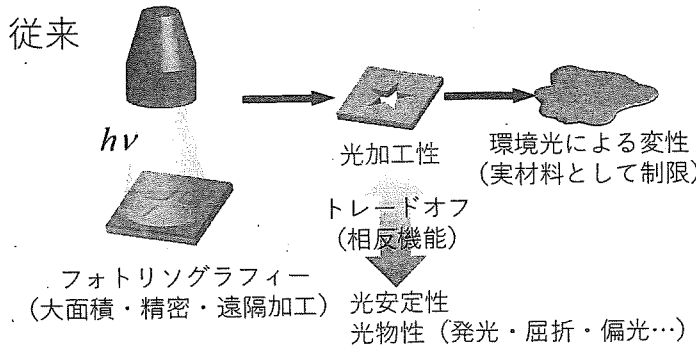 従来
hν
光加工性
環境光による変性
(実材料として制限)
トレードオフ
(相反機能)
フォトリソグラフィー
(大面積・精密・遠隔加工)
光安定性
光物性(発光・屈折・偏光…)